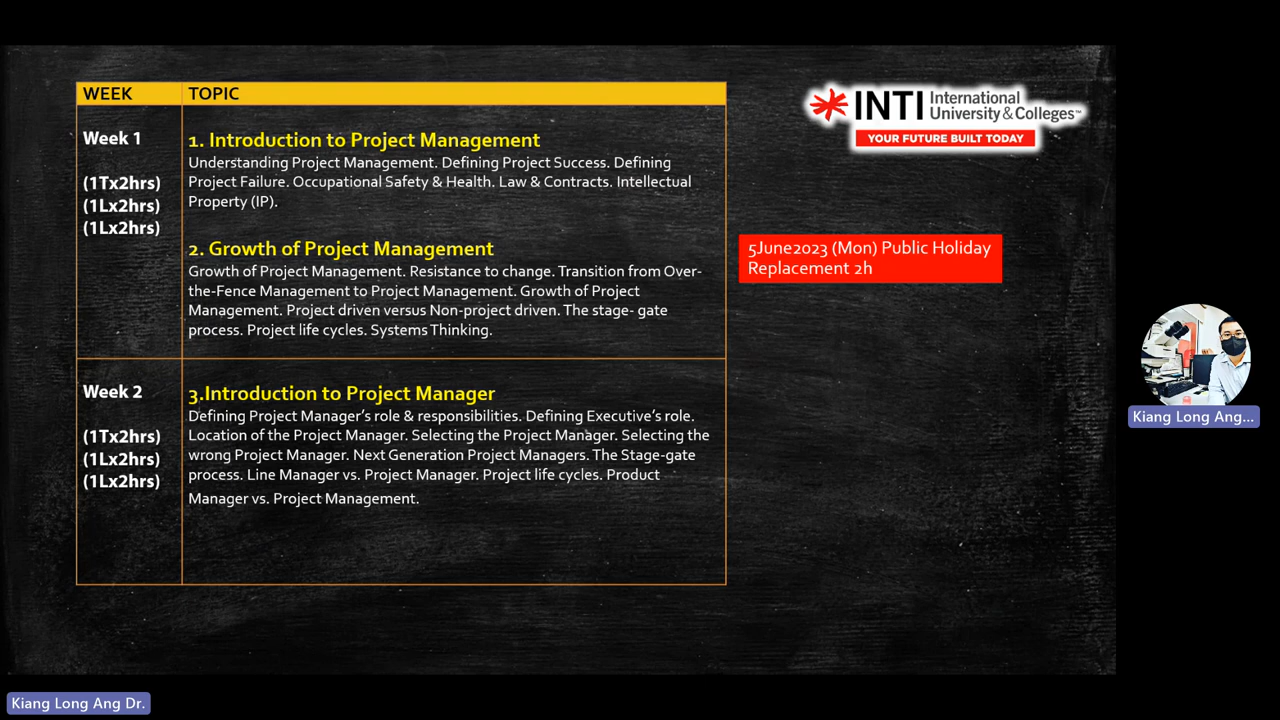 WEEK
TOPIC
Week 1
(1Tx2hrs)
(1Lx2hrs)
(1Lx2hrs)
1. Introduction to Project Management
Understanding Project Management. Defining Project Success. Defining
Project Failure. Occupational Safety & Health. Law & Contracts. Intellectual
Property (IP).
2. Growth of Project Management
Growth of Project Management. Resistance to change. Transition from Over-
the-Fence Management to Project Management. Growth of Project
Management. Project driven versus Non-project driven. The stage- gate
process. Project life cycles. Systems Thinking.
Week 2
(1Tx2hrs)
(1Lx2hrs)
(1Lx2hrs)
3.Introduction to Project Manager
Defining Project Manager's role & responsibilities. Defining Executive's role.
Location of the Project Manager. Selecting the Project Manager. Selecting the
wrong Project Manager. Next Generation Project Managers. The Stage-gate
process. Line Manager vs. Project Manager. Project life cycles. Product
Manager vs. Project Management.
INTI International
University & Colleges™
YOUR FUTURE BUILT TODAY
5June2023 (Mon) Public Holiday
Replacement 2h
Kiang Long Ang...
Kiang Long Ang Dr.